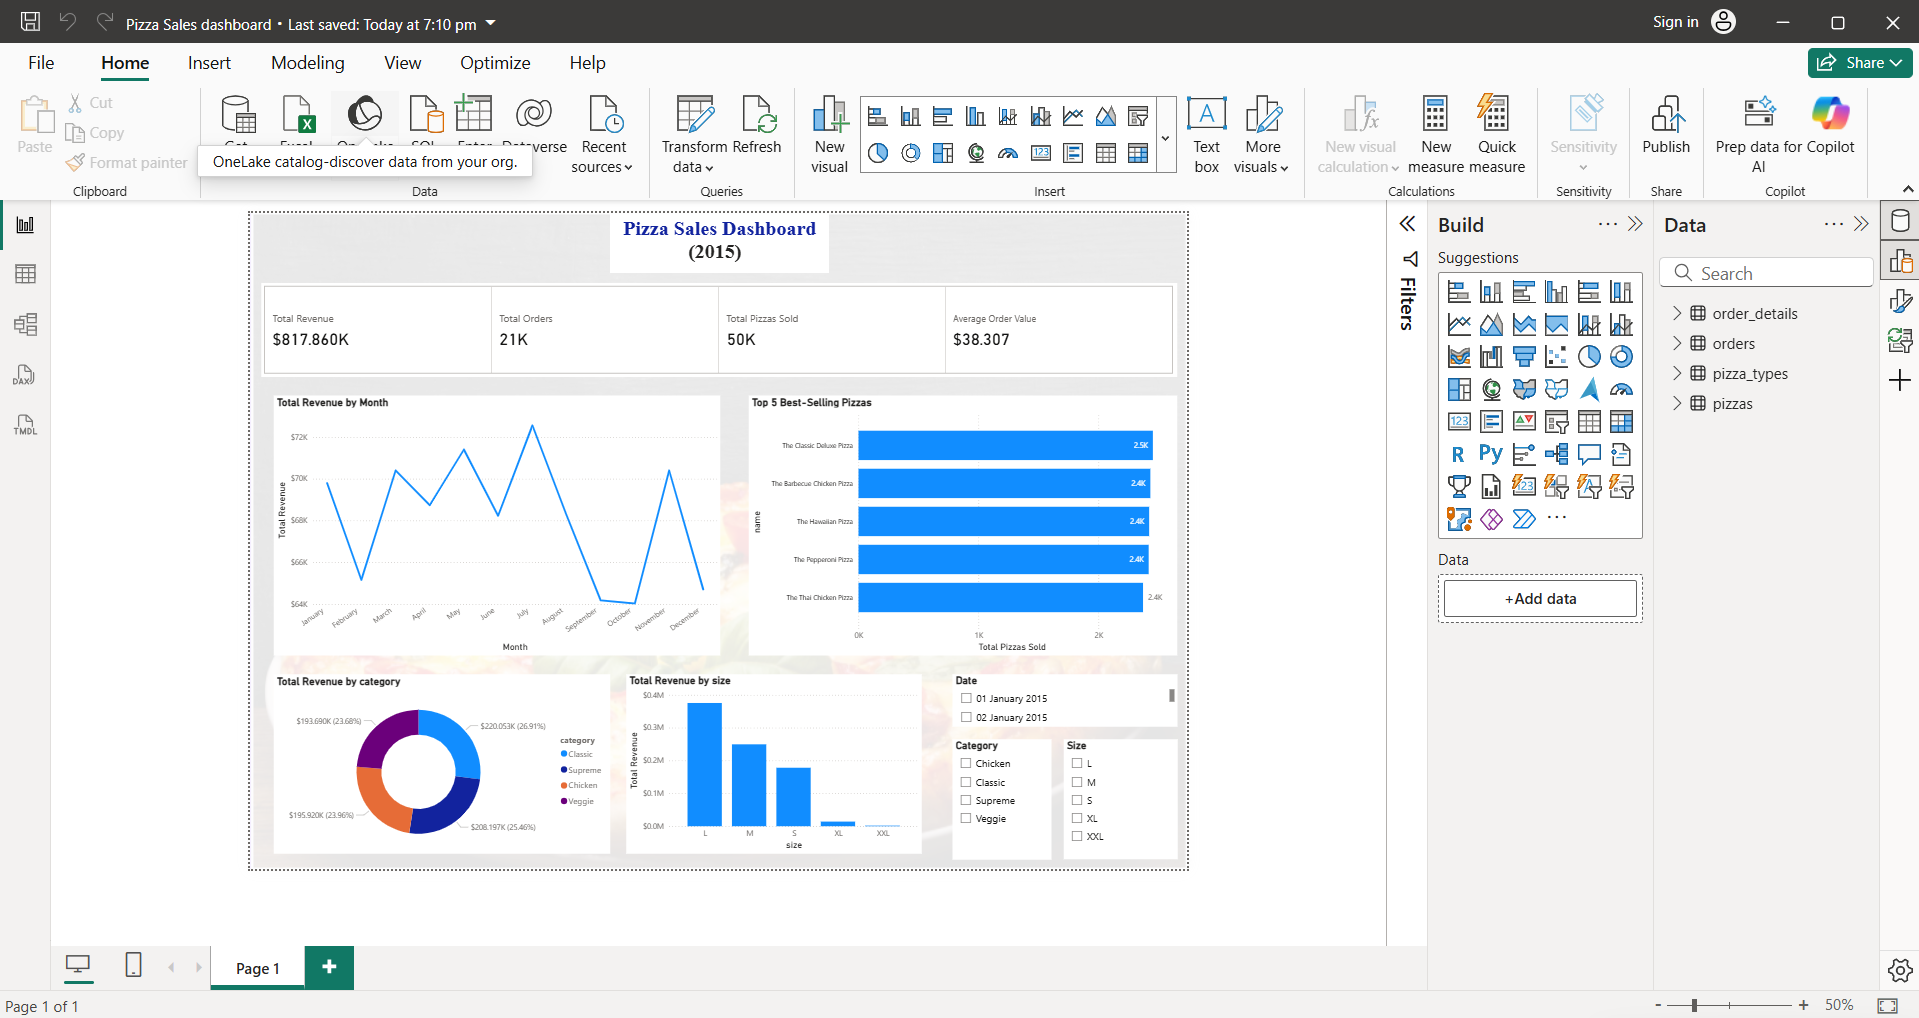 Pizza Sales dashboard • Last saved: Today at 7:10 pm
Sign in
File Home Insert Modeling View Optimize Help
Share
Paste
Cut
Copy
Format painter
Clipboard
OneLake catalog-discover data from your org.
Recent
sources
Data
Transform
data
Refresh
Queries
New
visual
Text
box
More
visuals
Insert
New visual
calculation
New
measure
Quick
measure
Calculations
Sensitivity
Sensitivity
Publish
Share
Prep data for
AI
Copilot
Copilot
DAX
TMDL
Pizza Sales Dashboard
(2015)
Total Revenue
$817.860K
Total Orders
21K
Total Pizzas Sold
50K
Average Order Value
$38.307
Total Revenue by Month
Total Revenue
$72K
$70K
$68K
$66K
$64K
January
February
March
April
May
June
July
August
September
October
November
December
Month
Top 5 Best-Selling Pizzas
name
The Classic Deluxe Pizza 2.5K
The Barbecue Chicken Pizza 2.4K
The Hawaiian Pizza 2.4K
The Pepperoni Pizza 2.4K
The Thai Chicken Pizza 2.4K
0K 1K 2K
Total Pizzas Sold
Total Revenue by category
$193.690K (23.68%)
$220.053K (26.91%)
$195.920K (23.96%)
$208.197K (25.46%)
category
Classic
Supreme
Chicken
Veggie
Total Revenue by size
Total Revenue
$0.4M
$0.3M
$0.2M
$0.1M
$0.0M
L M S XL XXL
size
Date
01 January 2015
02 January 2015
Category
Chicken
Classic
Supreme
Veggie
Size
L
M
S
XL
XXL
Filters
Build
Suggestions
123
R Py
123
Data
+Add data
Data
Search
order_details
orders
pizza_types
pizzas
Page 1
Page 1 of 1
- + 50%